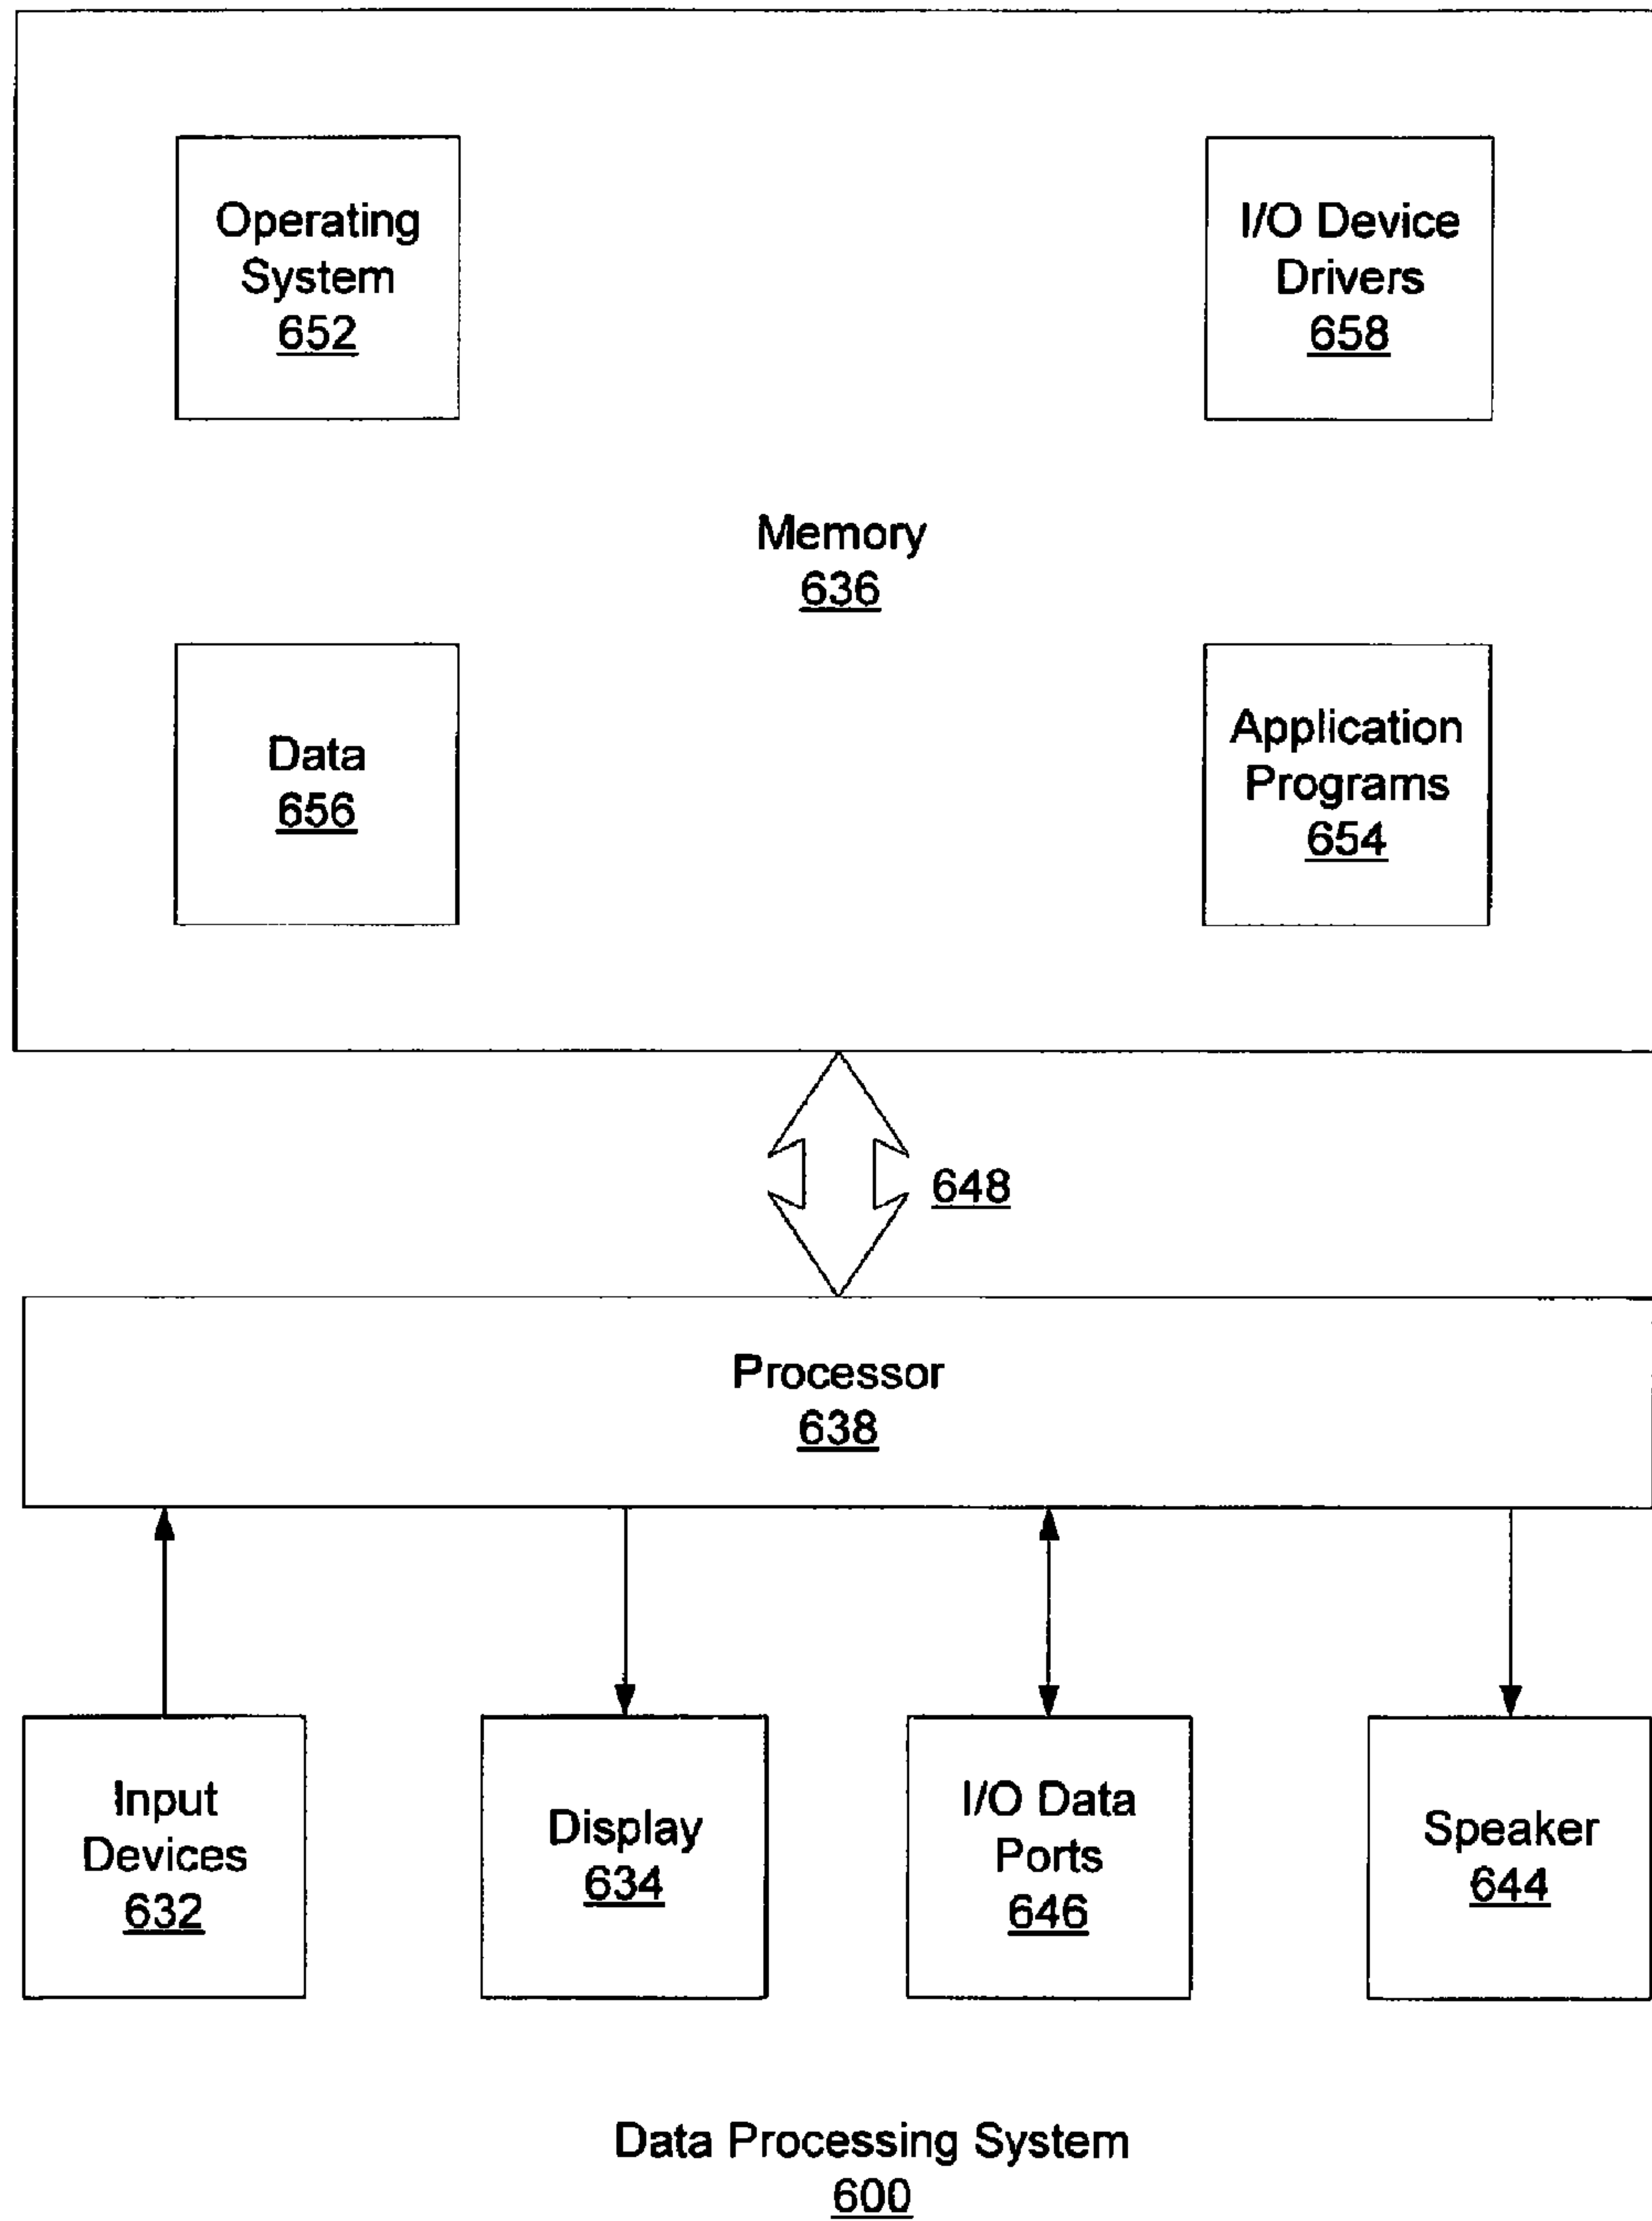 Operating
System
652
I/O Device
Drivers
658
Memory
636
Data
656
Application
Programs
654
648
Processor
638
Input
Devices
632
Display
634
I/O Data
Ports
646
Speaker
644
Data Processing System
600